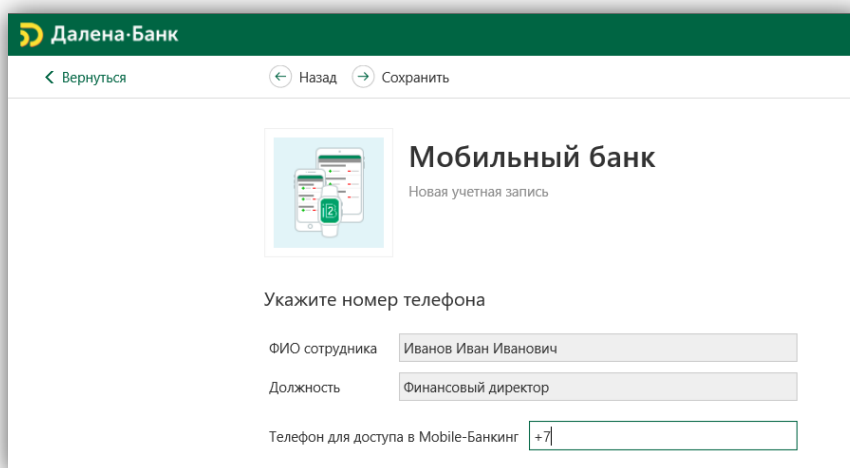 Далена·Банк
Вернуться
Назад
Сохранить
Мобильный банк
Новая учетная запись
Укажите номер телефона
ФИО сотрудника Иванов Иван Иванович
Должность Финансовый директор
Телефон для доступа в Mobile-Банкинг +7